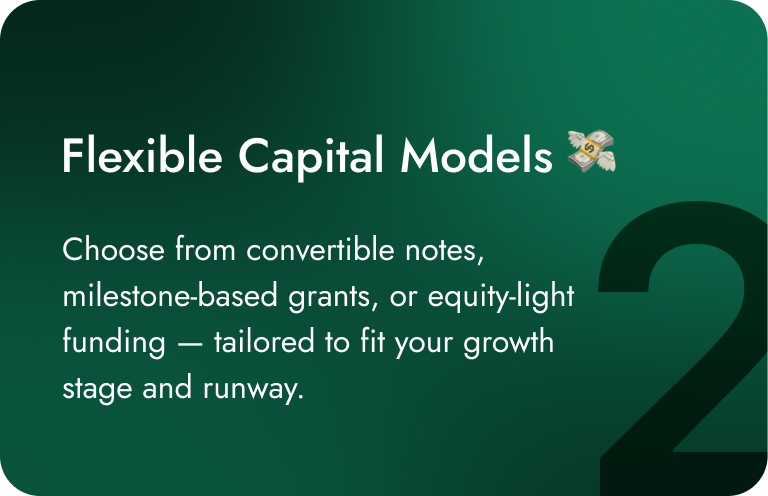 Flexible Capital Models 💸
Choose from convertible notes,
milestone-based grants, or equity-light
funding — tailored to fit your growth
stage and runway.
2